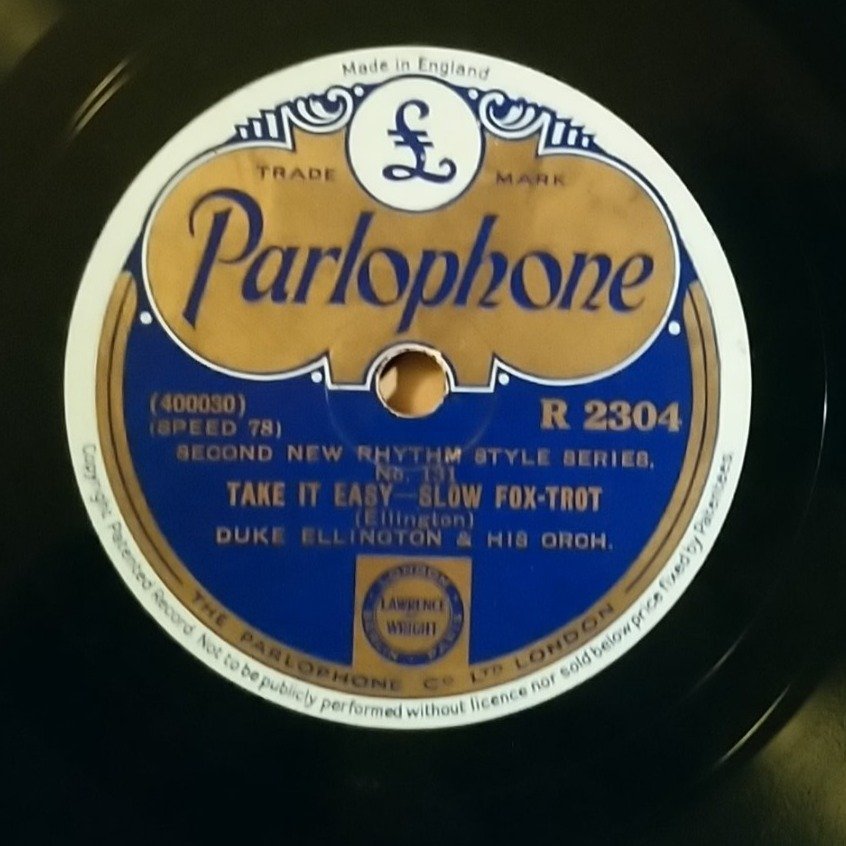 Made in England
£
TRADE MARK
Parlophone
(400030)
R 2304
(SPEED 78)
SECOND NEW RHYTHM STYLE SERIES.
No. 131
TAKE IT EASY—SLOW FOX-TROT
(Ellington)
DUKE ELLINGTON & HIS ORCH.
LONDON
LAWRENCE
WRIGHT
PARIS
THE PARLOPHONE Cº LTD LONDON
Copyright. Patented Record. Not to be publicly performed without licence nor sold below price fixed by Patentees